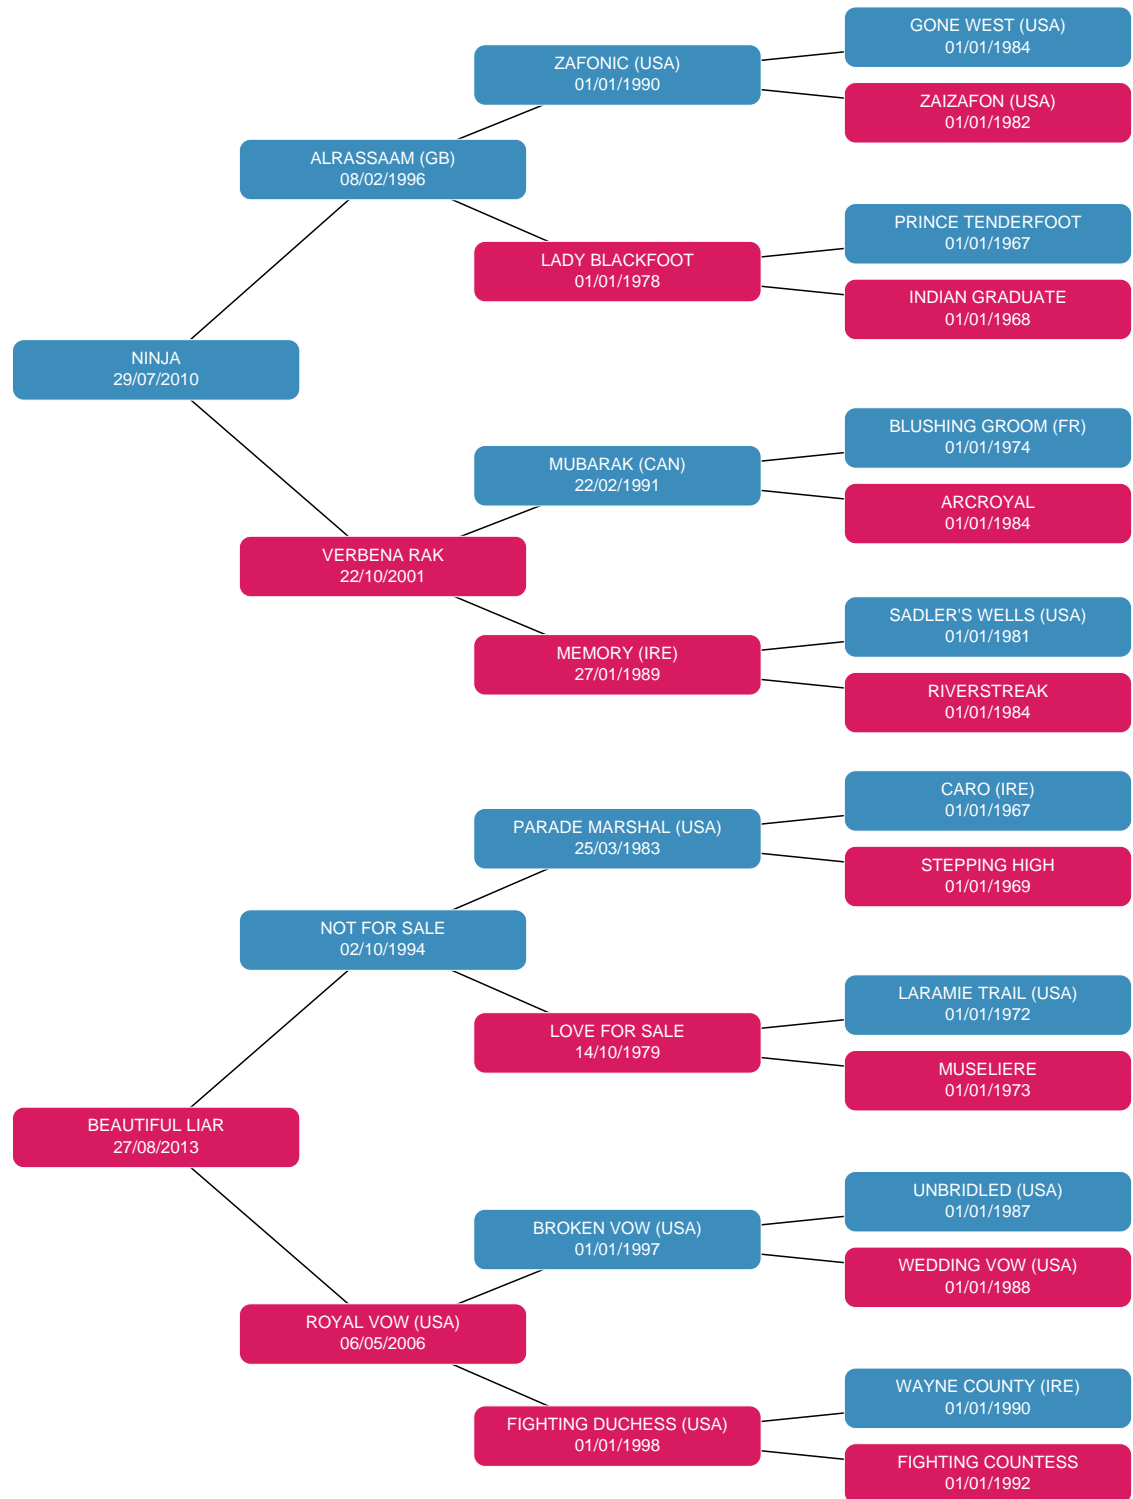 GONE WEST (USA)
01/01/1984
ZAFONIC (USA)
01/01/1990
ZAIZAFON (USA)
01/01/1982
ALRASSAAM (GB)
08/02/1996
PRINCE TENDERFOOT
01/01/1967
LADY BLACKFOOT
01/01/1978
INDIAN GRADUATE
01/01/1968
NINJA
29/07/2010
BLUSHING GROOM (FR)
01/01/1974
MUBARAK (CAN)
22/02/1991
ARCROYAL
01/01/1984
VERBENA RAK
22/10/2001
SADLER'S WELLS (USA)
01/01/1981
MEMORY (IRE)
27/01/1989
RIVERSTREAK
01/01/1984
CARO (IRE)
01/01/1967
PARADE MARSHAL (USA)
25/03/1983
STEPPING HIGH
01/01/1969
NOT FOR SALE
02/10/1994
LARAMIE TRAIL (USA)
01/01/1972
LOVE FOR SALE
14/10/1979
MUSELIERE
01/01/1973
BEAUTIFUL LIAR
27/08/2013
UNBRIDLED (USA)
01/01/1987
BROKEN VOW (USA)
01/01/1997
WEDDING VOW (USA)
01/01/1988
ROYAL VOW (USA)
06/05/2006
WAYNE COUNTY (IRE)
01/01/1990
FIGHTING DUCHESS (USA)
01/01/1998
FIGHTING COUNTESS
01/01/1992